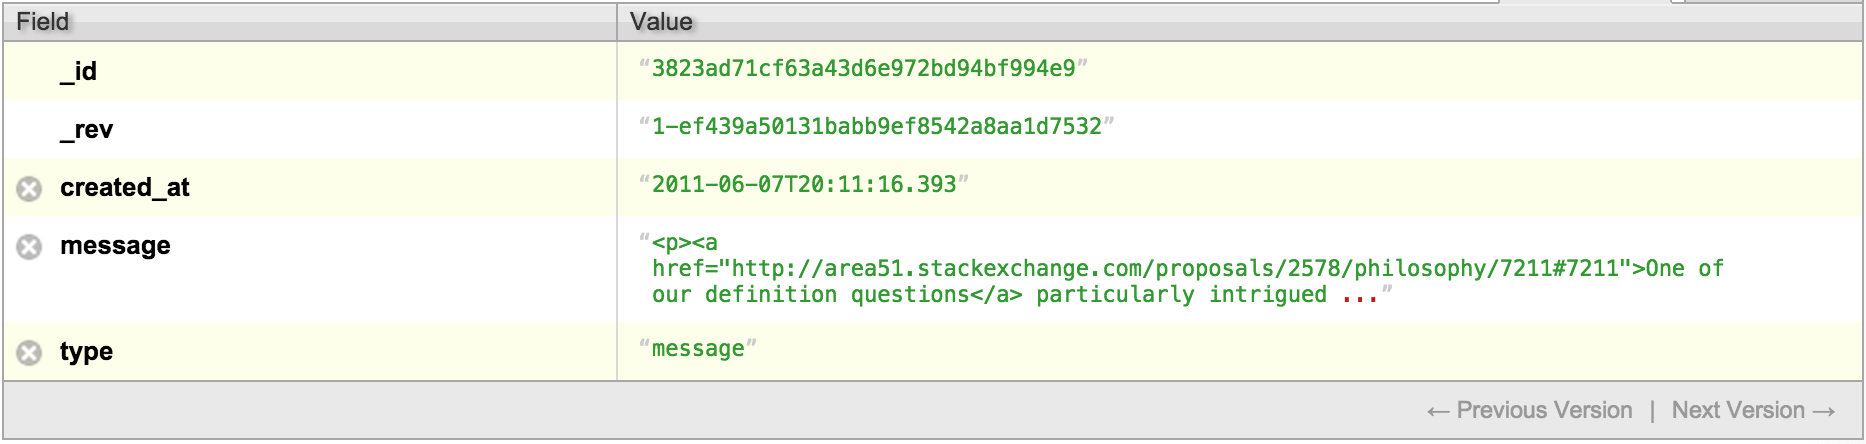 Field Value
_id “3823ad71cf63a43d6e972bd94bf994e9”
_rev “1-ef439a50131babb9ef8542a8aa1d7532”
created_at “2011-06-07T20:11:16.393”
message “<p><a
href="http://area51.stackexchange.com/proposals/2578/philosophy/7211#7211">One of
our definition questions</a> particularly intrigued ...”
type “message”
← Previous Version | Next Version →